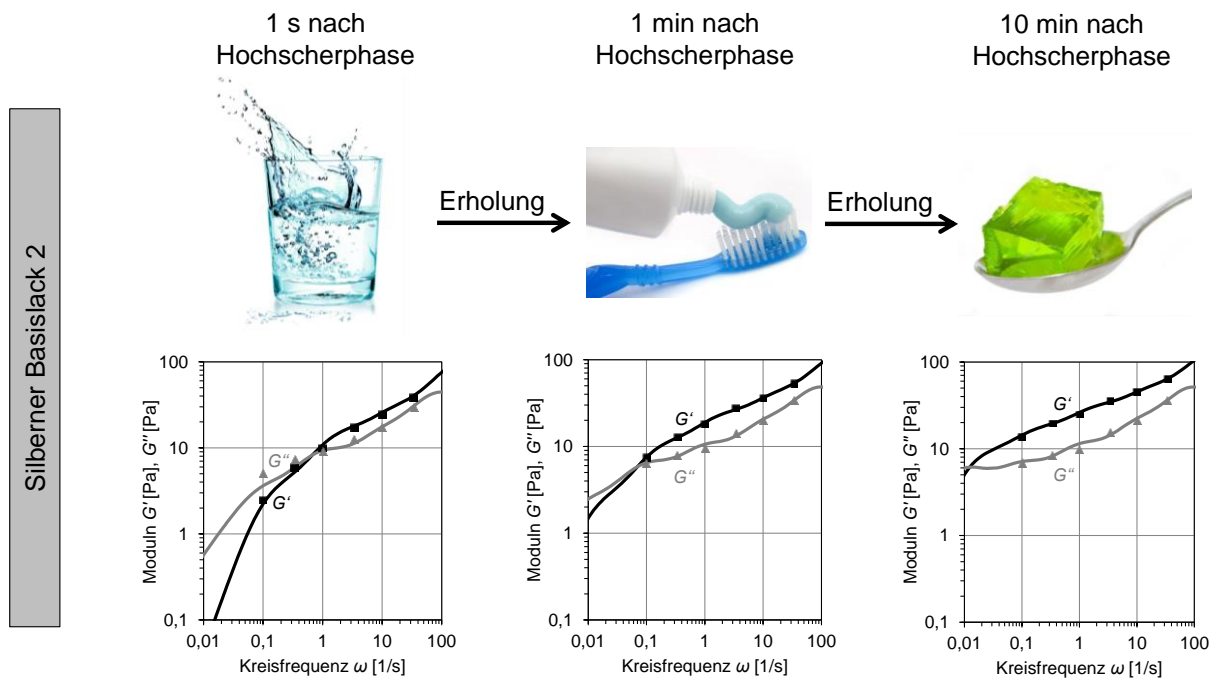 1 s nach
Hochscherphase
1 min nach
Hochscherphase
10 min nach
Hochscherphase
Silberner Basislack 2
Erholung
Erholung
Moduln G' [Pa], G'' [Pa]
100
10
1
0,1
G“
G‘
0,01
0,1
1
10
100
Kreisfrequenz ω [1/s]
Moduln G' [Pa], G'' [Pa]
100
10
1
0,1
G‘
G“
0,01
0,1
1
10
100
Kreisfrequenz ω [1/s]
Moduln G' [Pa], G'' [Pa]
100
10
1
0,1
G‘
G“
0,01
0,1
1
10
100
Kreisfrequenz ω [1/s]